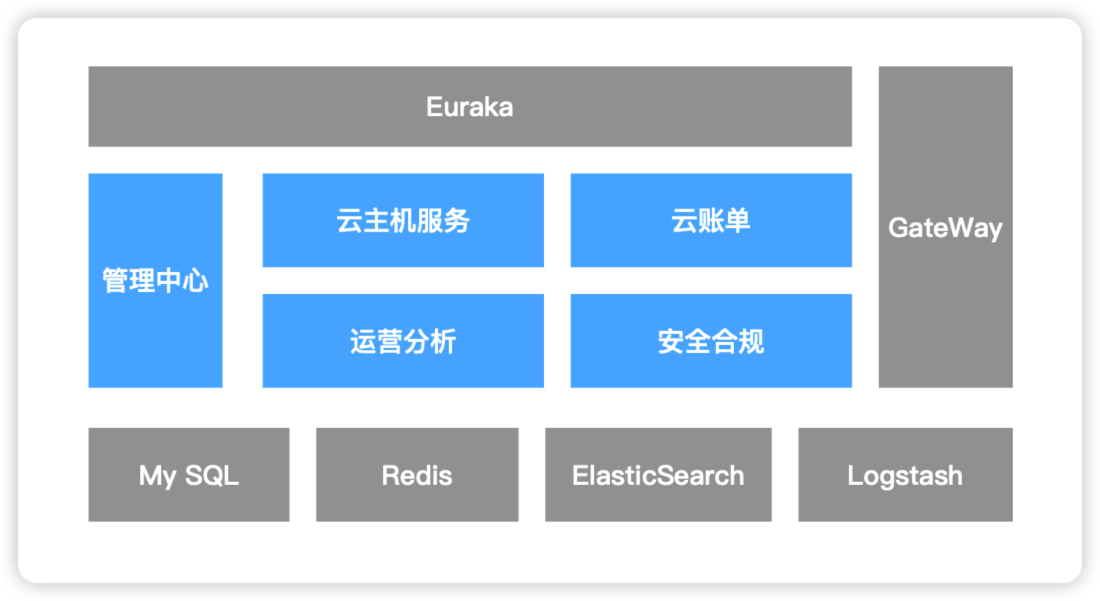 Euraka
GateWay
管理中心
云主机服务
云账单
运营分析
安全合规
My SQL
Redis
ElasticSearch
Logstash